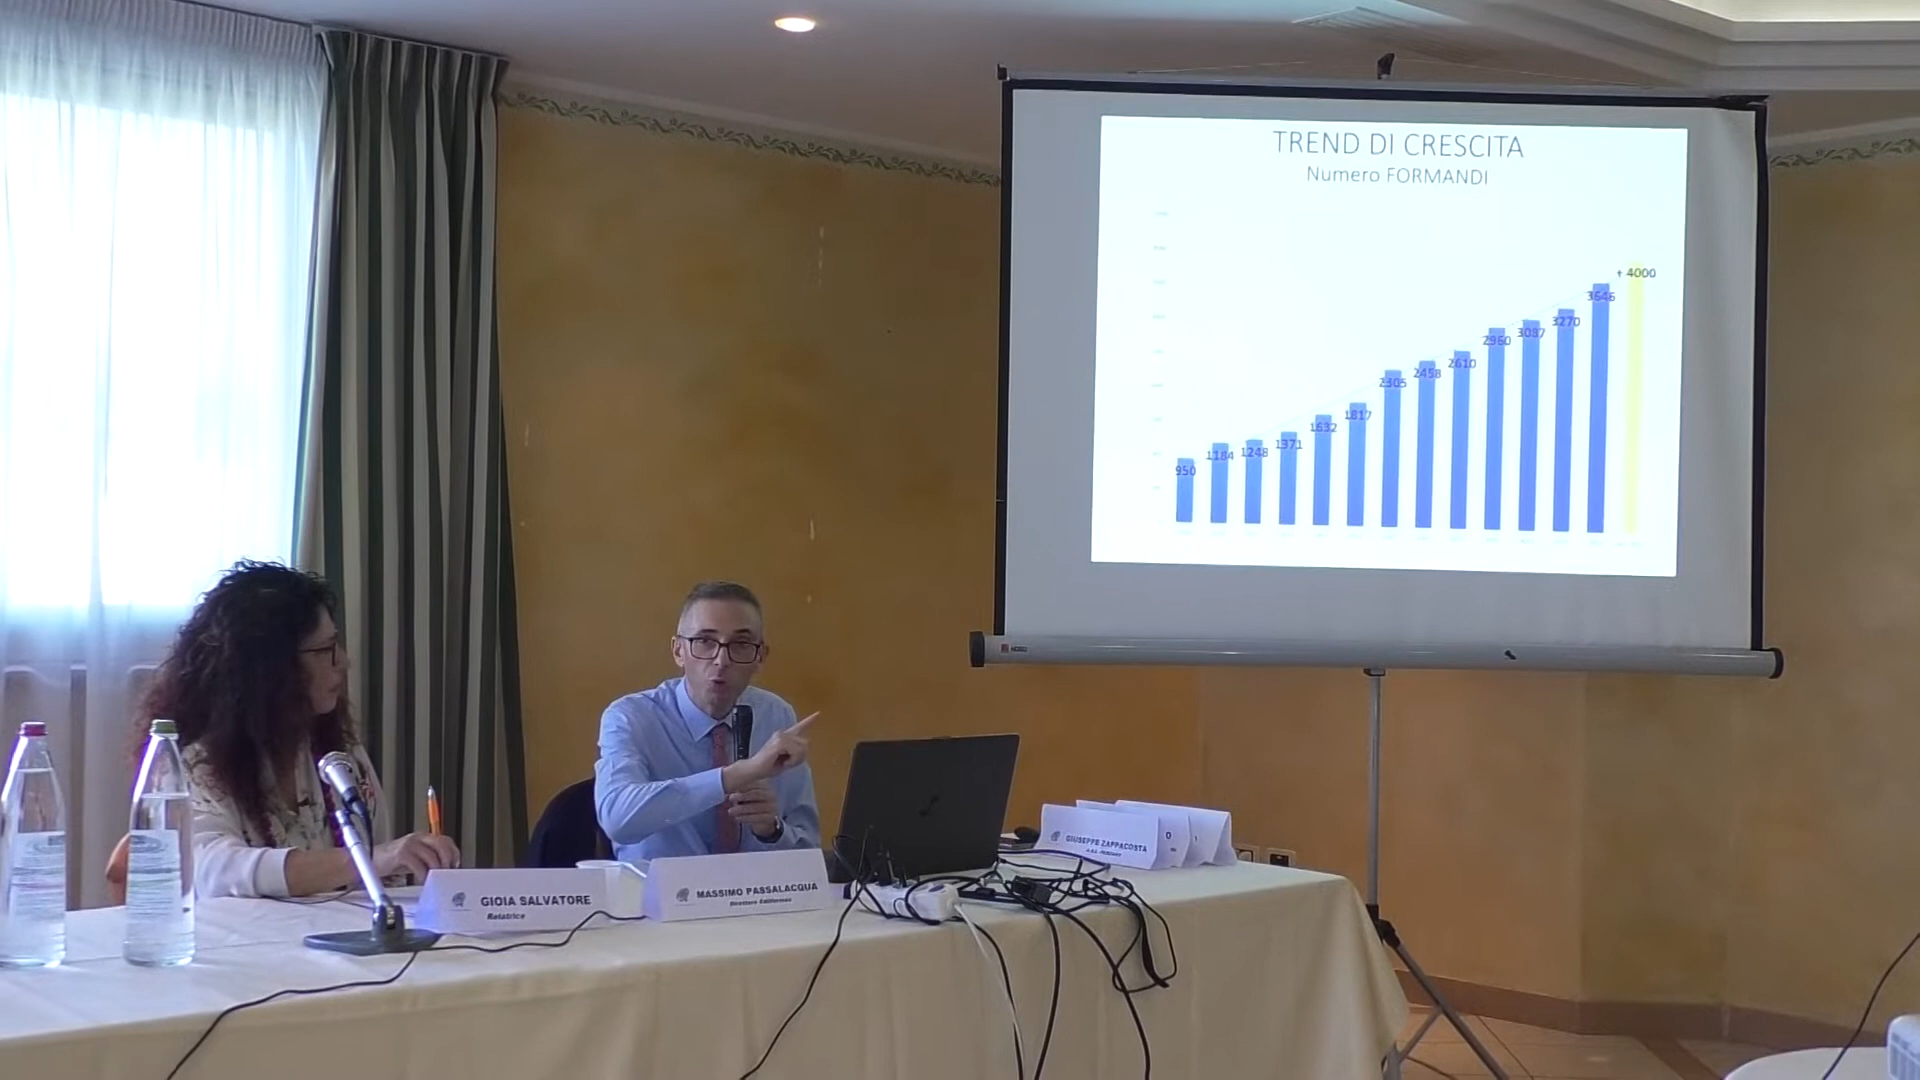 TREND DI CRESCITA
Numero FORMANDI
+ 4000
3646
3270
3087
2960
2610
2458
2305
1817
1632
1371
1248
1184
950
GIUSEPPE ZAPPACOSTA
MASSIMO PASSALACQUA
GIOIA SALVATORE
Relatrice